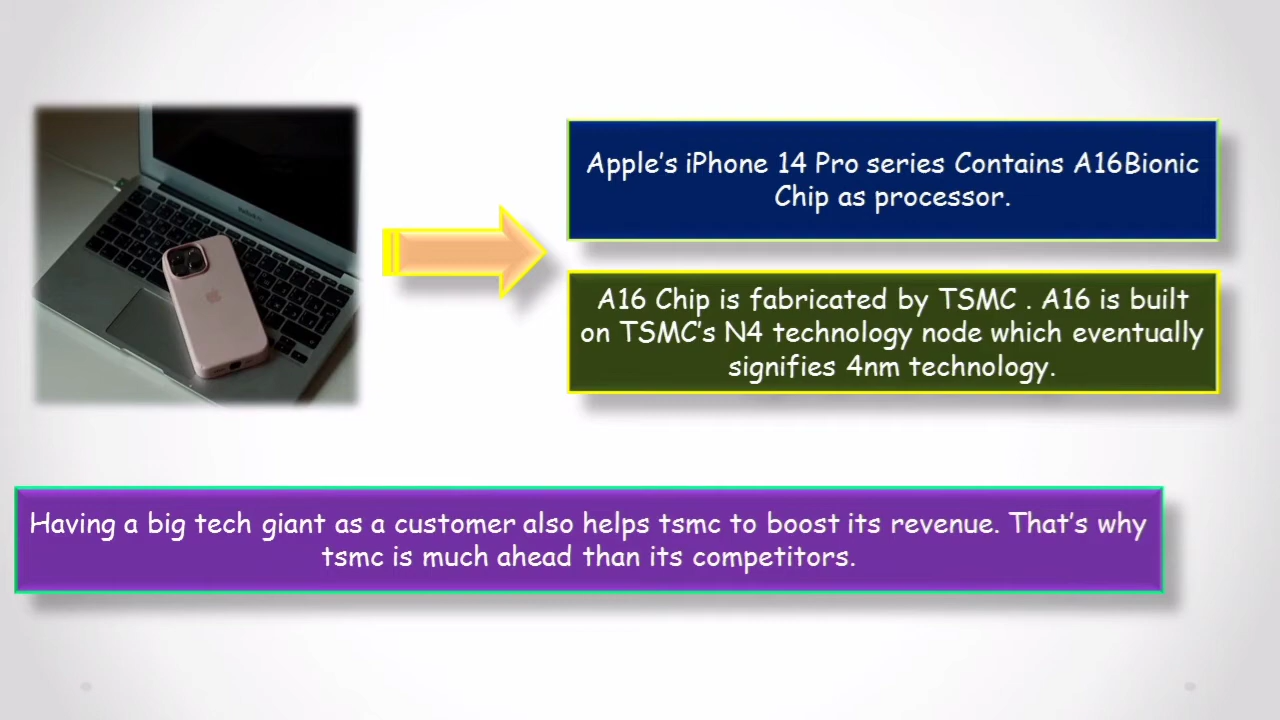 Apple's iPhone 14 Pro series Contains A16Bionic
Chip as processor.
A16 Chip is fabricated by TSMC . A16 is built
on TSMC's N4 technology node which eventually
signifies 4nm technology.
Having a big tech giant as a customer also helps tsmc to boost its revenue. That's why
tsmc is much ahead than its competitors.